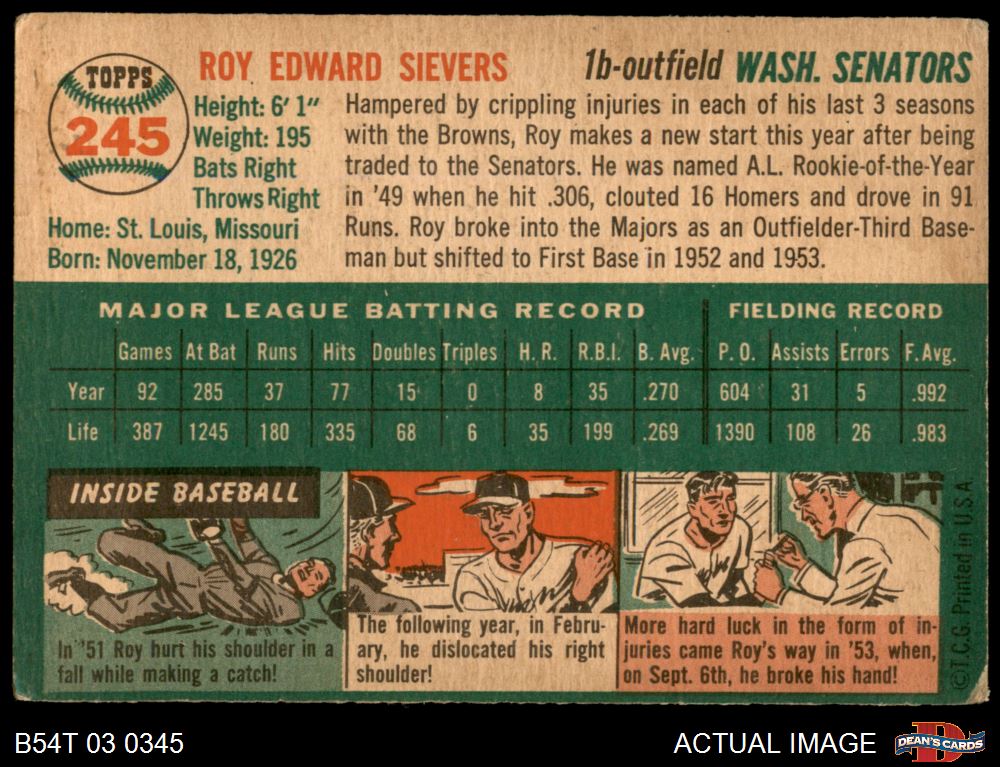 TOPPS
245
ROY EDWARD SIEVERS 1b-outfield WASH. SENATORS
Height: 6' 1"
Weight: 195
Bats Right
Throws Right
Home: St. Louis, Missouri
Born: November 18, 1926
Hampered by crippling injuries in each of his last 3 seasons
with the Browns, Roy makes a new start this year after being
traded to the Senators. He was named A.L. Rookie-of-the-Year
in '49 when he hit .306, clouted 16 Homers and drove in 91
Runs. Roy broke into the Majors as an Outfielder-Third Base-
man but shifted to First Base in 1952 and 1953.
MAJOR LEAGUE BATTING RECORD FIELDING RECORD
Games At Bat Runs Hits Doubles Triples H. R. R.B.I. B. Avg. P. O. Assists Errors F. Avg.
Year 92 285 37 77 15 0 8 35 .270 604 31 5 .992
Life 387 1245 180 335 68 6 35 199 .269 1390 108 26 .983
INSIDE BASEBALL
In '51 Roy hurt his shoulder in a
fall while making a catch!
The following year, in Febru-
ary, he dislocated his right
shoulder!
More hard luck in the form of in-
juries came Roy's way in '53, when,
on Sept. 6th, he broke his hand!
©T.C.G. Printed in U.S.A.
B54T 03 0345 ACTUAL IMAGE
D
DEAN'S CARDS